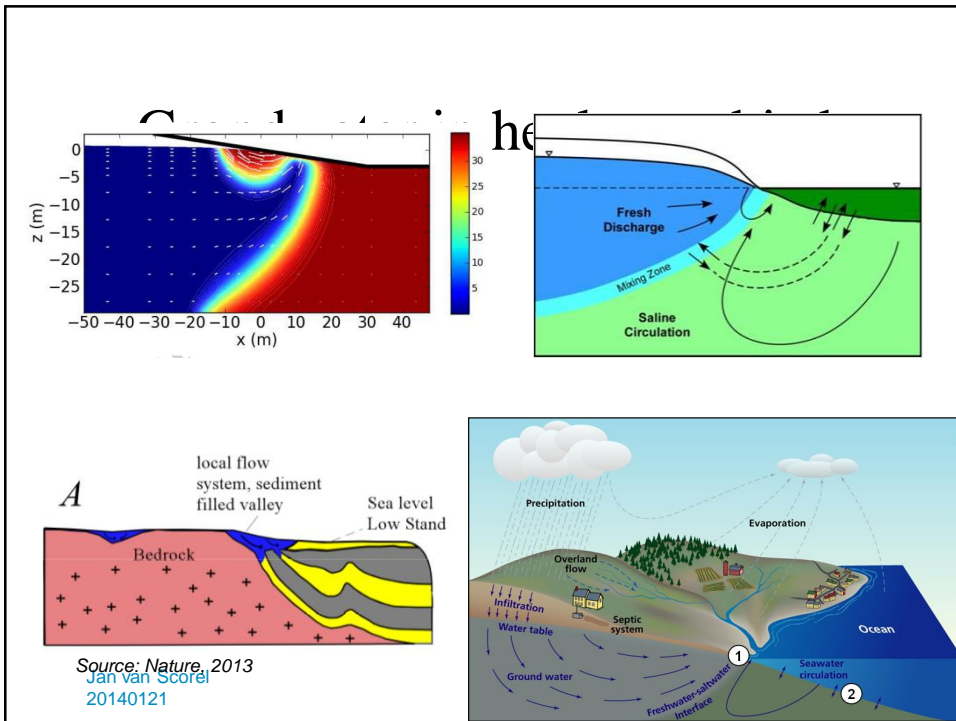 in
z (m)
0
−5
−10
−15
−20
−25
−50 −40 −30 −20 −10 0 10 20 30 40
x (m)
30
25
20
15
10
5
Fresh
Discharge
Mixing Zone
Saline
Circulation
A
local flow
system, sediment
filled valley
Sea level
Low Stand
Bedrock
Source: Nature, 2013
Jan van Scorel
20140121
Precipitation
Evaporation
Overland
flow
Infiltration
Septic
system
Water table
Ocean
1
Ground water
Seawater
circulation
2
Freshwater-saltwater
Interface